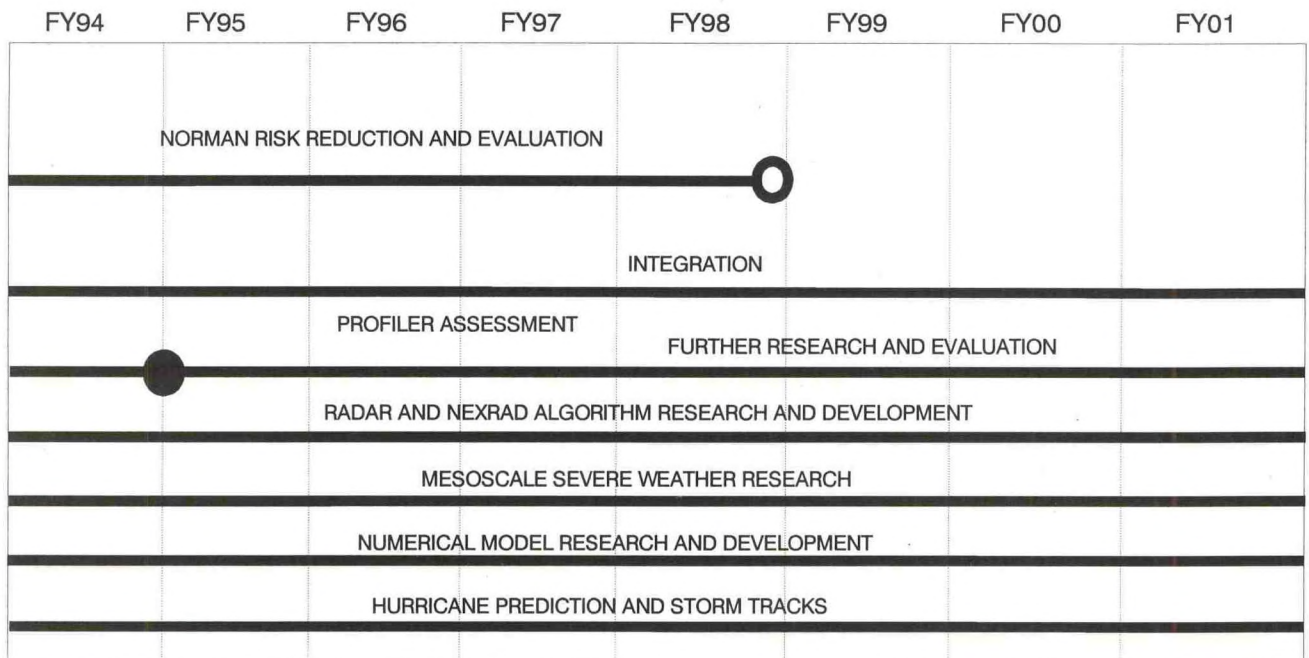 FY94 FY95 FY96 FY97 FY98 FY99 FY00 FY01
NORMAN RISK REDUCTION AND EVALUATION
INTEGRATION
PROFILER ASSESSMENT
FURTHER RESEARCH AND EVALUATION
RADAR AND NEXRAD ALGORITHM RESEARCH AND DEVELOPMENT
MESOSCALE SEVERE WEATHER RESEARCH
NUMERICAL MODEL RESEARCH AND DEVELOPMENT
HURRICANE PREDICTION AND STORM TRACKS